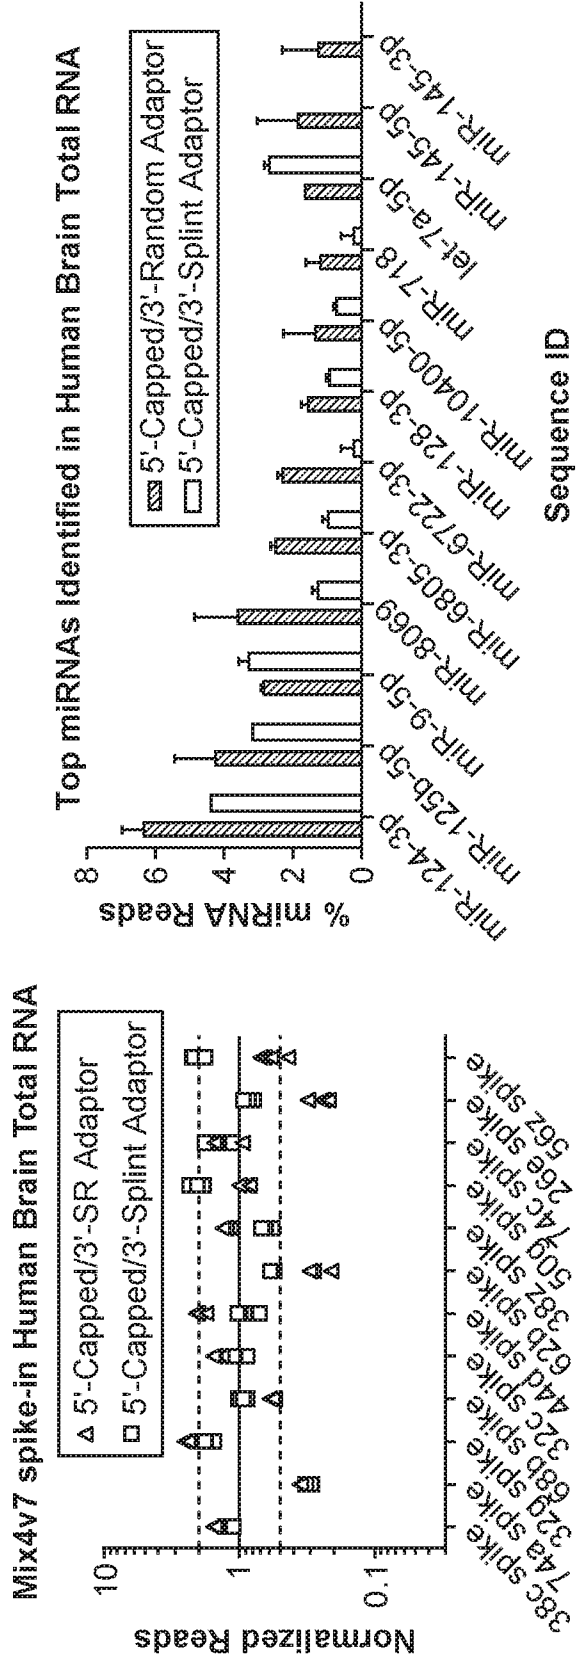 Mix4v7 spike-in Human Brain Total RNA
5'-Capped/3'-SR Adaptor
5'-Capped/3'-Splint Adaptor
Normalized Reads
10
1
0.1
38c spike
74a spike
32g spike
68b spike
32c spike
44d spike
62b spike
38z spike
50g spike
74c spike
26e spike
56z spike
Top miRNAs Identified in Human Brain Total RNA
5'-Capped/3'-Random Adaptor
5'-Capped/3'-Splint Adaptor
% miRNA Reads
8
6
4
2
0
miR-124-3p
miR-125b-5p
miR-9-5p
miR-8069
miR-6805-3p
miR-6722-3p
miR-128-3p
miR-10400-5p
miR-718
let-7a-5p
miR-145-5p
miR-145-3p
Sequence ID